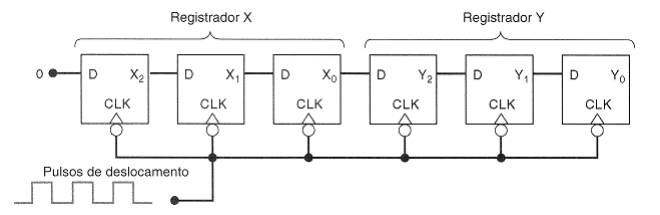 Registrador X
Registrador Y
0
D X₂
D X₁
D X₀
D Y₂
D Y₁
D Y₀
CLK
CLK
CLK
CLK
CLK
CLK
Pulsos de deslocamento